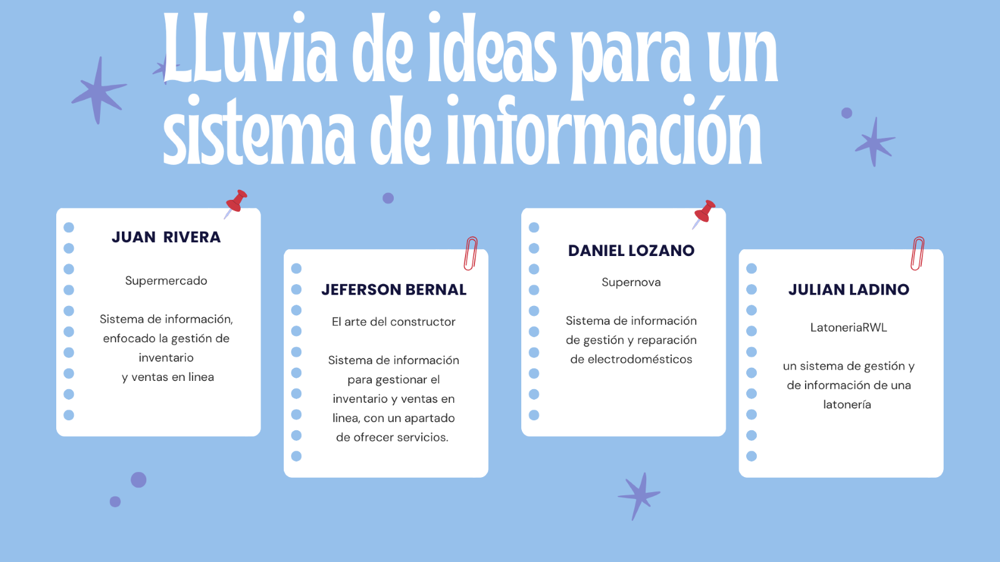 LLuvia de ideas para un
sistema de información
JUAN RIVERA
Supermercado
Sistema de información,
enfocado la gestión de
inventario
y ventas en linea
JEFERSON BERNAL
El arte del constructor
Sistema de información
para gestionar el
inventario y ventas en
linea, con un apartado
de ofrecer servicios.
DANIEL LOZANO
Supernova
Sistema de información
de gestión y reparación
de electrodomésticos
JULIAN LADINO
LatoneriaRWL
un sistema de gestión y
de información de una
latonería